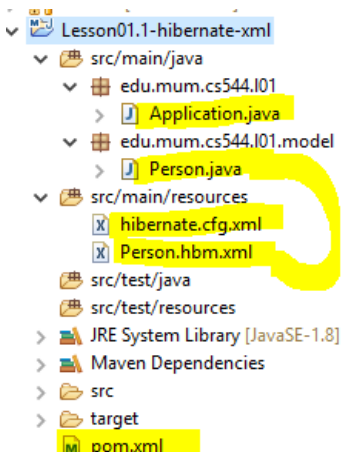 Lesson01.1-hibernate-xml
src/main/java
edu.mum.cs544.l01
Application.java
edu.mum.cs544.l01.model
Person.java
src/main/resources
hibernate.cfg.xml
Person.hbm.xml
src/test/java
src/test/resources
JRE System Library [JavaSE-1.8]
Maven Dependencies
src
target
pom.xml